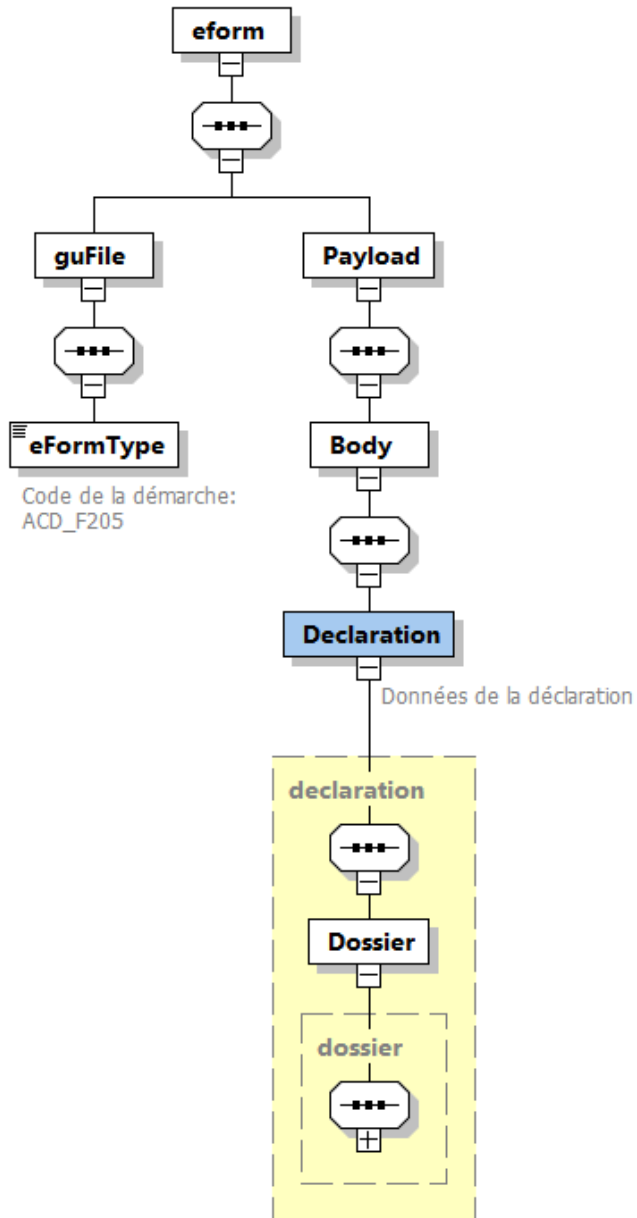 eform
guFile
Payload
eFormType
Body
Code de la démarche:
ACD_F205
Declaration
Données de la déclaration
declaration
Dossier
dossier